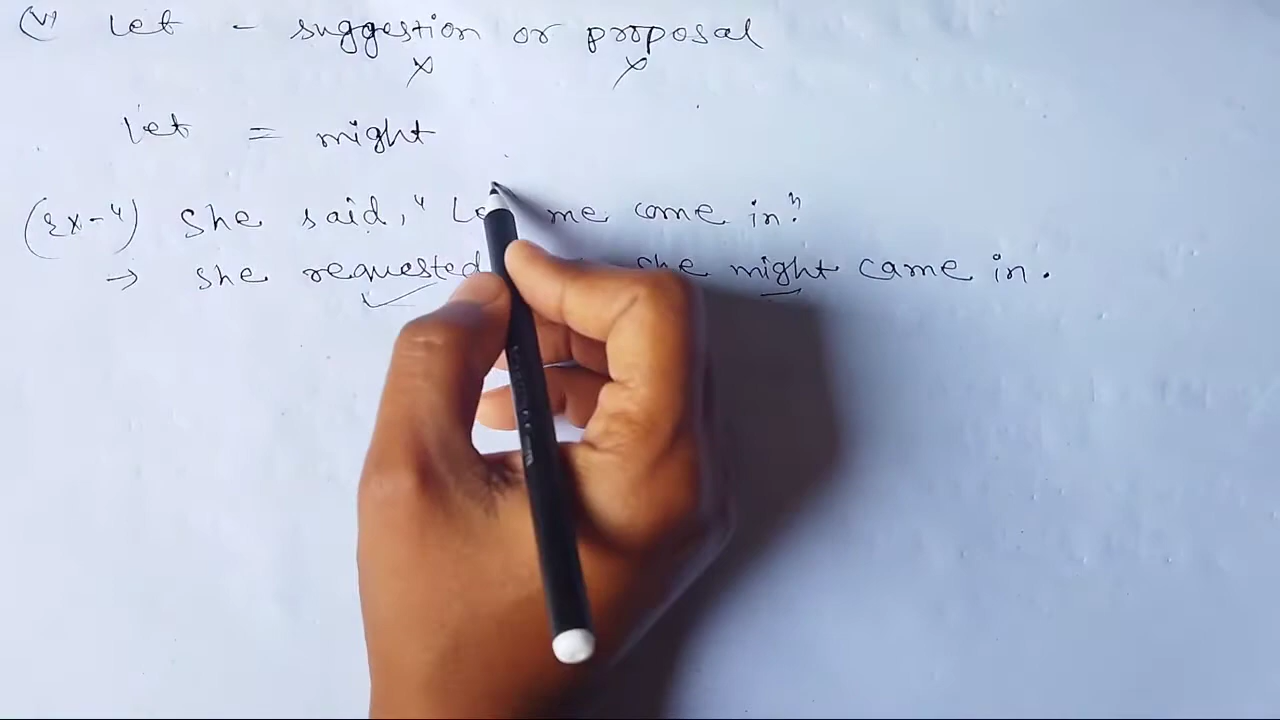 (v) Let - suggestion or proposal
x x
Let = might
(Ex-4) She said, " me come in"?
→ she requested she might came in.